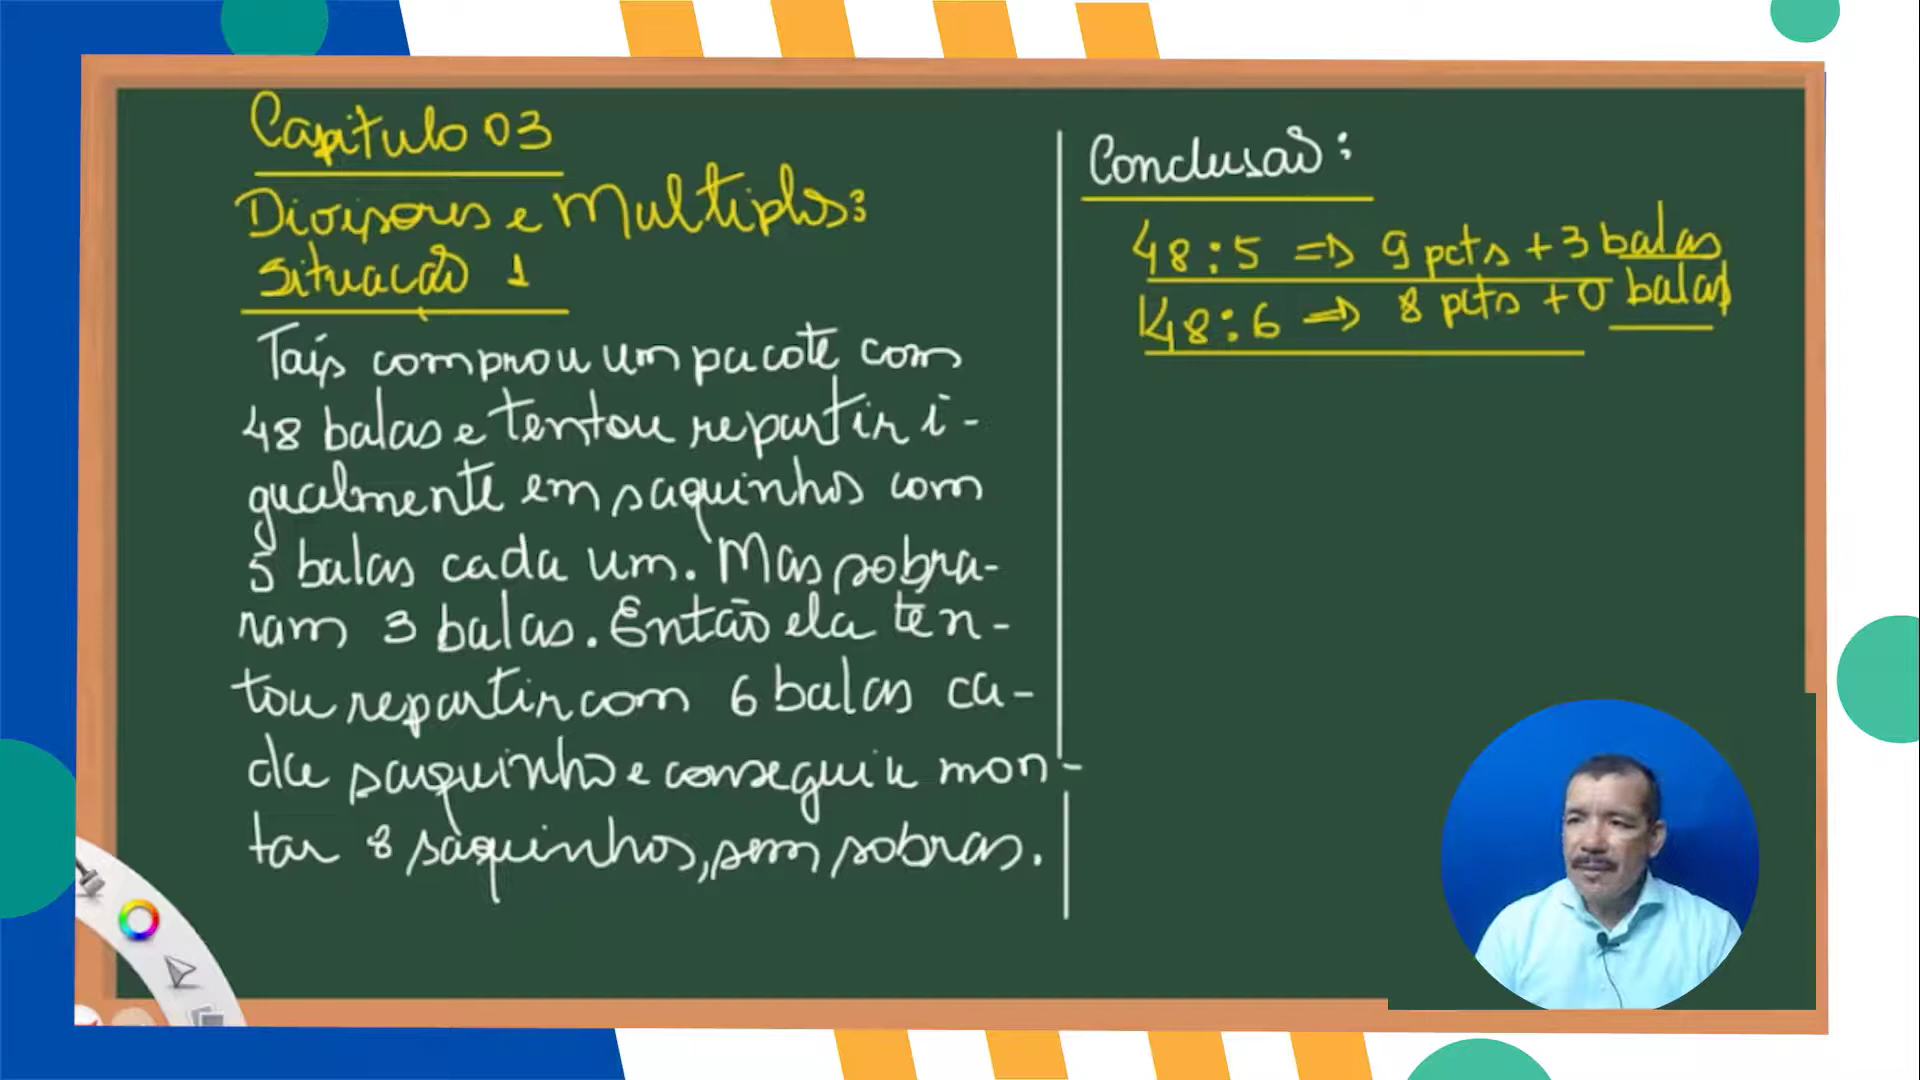 Capitulo 03
Divisores e Multiplos:
Situação 1
Taís comprou um pacote com
48 balas e tentou repartir i-
gualmente em saquinhos com
5 balas cada um. Mas sobra-
ram 3 balas. Então ela ten-
tou repartir com 6 balas ca-
da saquinho e conseguiu mon-
tar 8 saquinhos, sem sobras.
Conclusão:
48:5 => 9 pcts + 3 balas
48:6 => 8 pcts + 0 balas